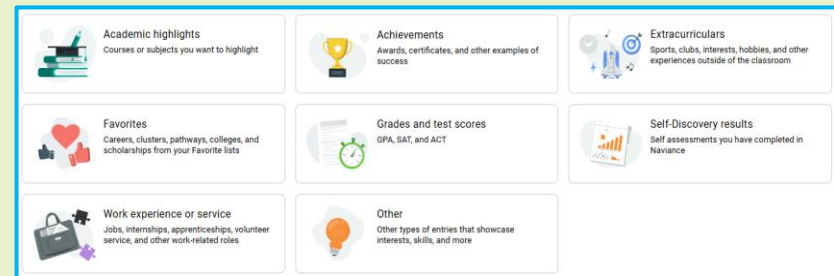 Academic highlights
Courses or subjects you want to highlight
Achievements
Awards, certificates, and other examples of
success
Extracurriculars
Sports, clubs, interests, hobbies, and other
experiences outside of the classroom
Favorites
Careers, clusters, pathways, colleges, and
scholarships from your Favorite lists
Grades and test scores
GPA, SAT, and ACT
Self-Discovery results
Self assessments you have completed in
Naviance
Work experience or service
Jobs, internships, apprenticeships, volunteer
service, and other work-related roles
Other
Other types of entries that showcase
interests, skills, and more